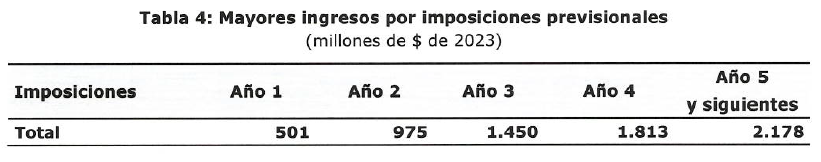 Tabla 4: Mayores ingresos por imposiciones previsionales
(millones de $ de 2023)
Imposiciones Año 1 Año 2 Año 3 Año 4 Año 5 y siguientes
Total 501 975 1.450 1.813 2.178